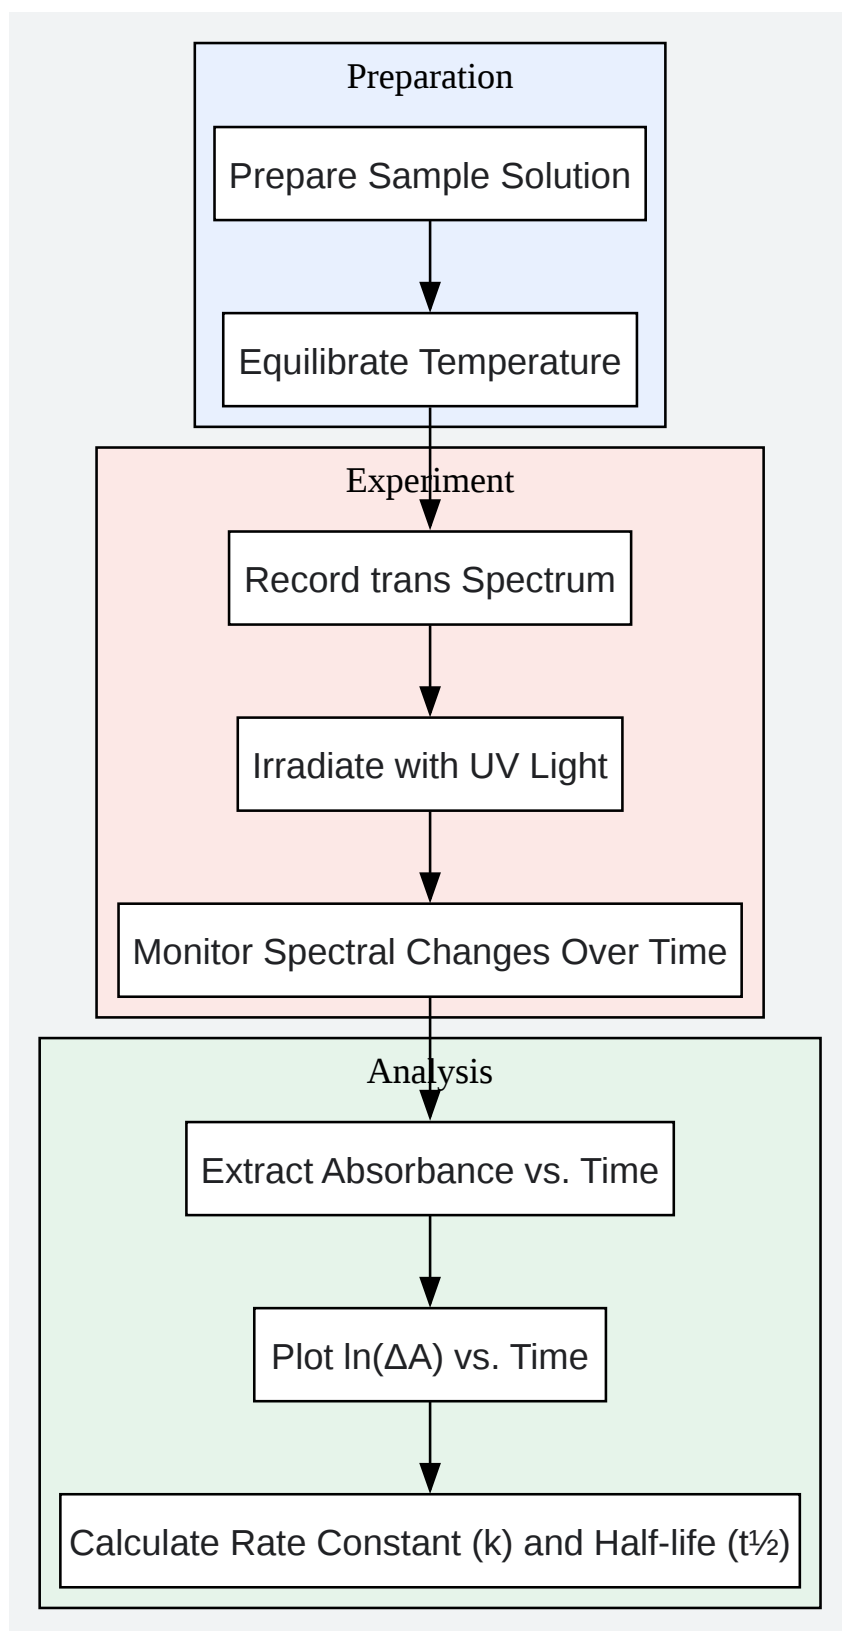 Preparation
Prepare Sample Solution
Equilibrate Temperature
Experiment
Record trans Spectrum
Irradiate with UV Light
Monitor Spectral Changes Over Time
Analysis
Extract Absorbance vs. Time
Plot ln(ΔA) vs. Time
Calculate Rate Constant (k) and Half-life (t½)